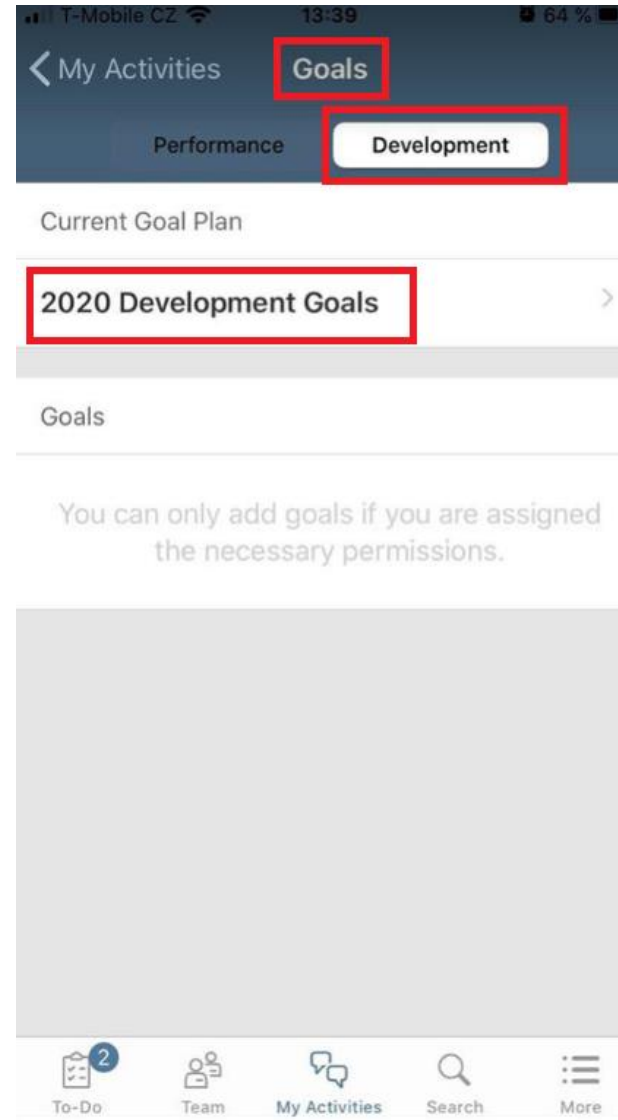 T-Mobile CZ 13:39 64 %
My Activities Goals
Performance Development
Current Goal Plan
2020 Development Goals
Goals
You can only add goals if you are assigned
the necessary permissions.
2
To-Do Team My Activities Search More